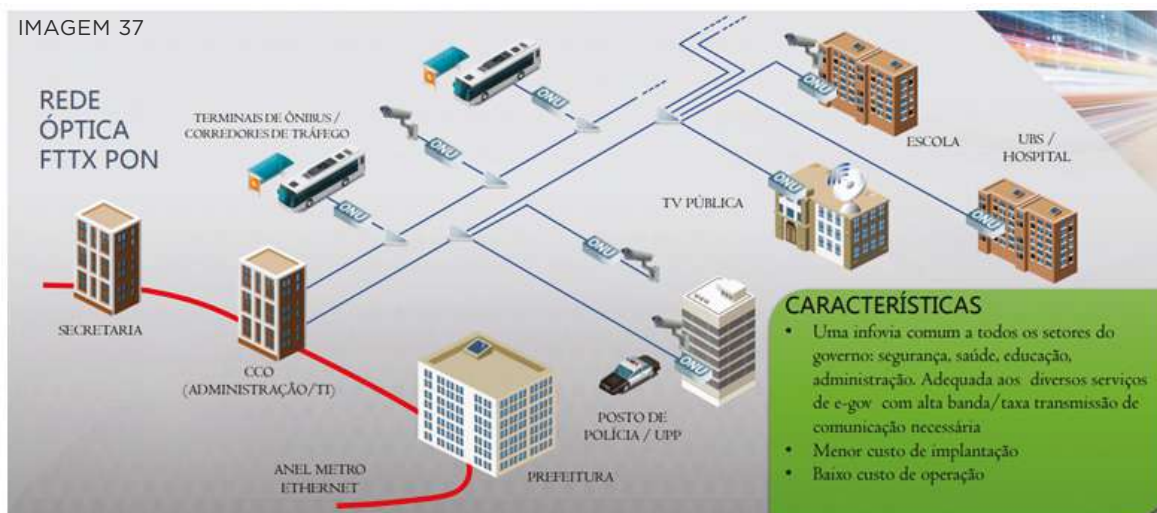 IMAGEM 37
REDE
ÓPTICA
FTTX PON
TERMINAIS DE ÔNIBUS /
CORREDORES DE TRÁFEGO
ONU
ONU
ONU
ONU
ESCOLA
UBS /
HOSPITAL
ONU
TV PÚBLICA
ONU
ONU
SECRETARIA
CCO
(ADMINISTRAÇÃO/TI)
ONU
POSTO DE
POLÍCIA / UPP
PREFEITURA
ANEL METRO
ETHERNET
CARACTERÍSTICAS
• Uma infovia comum a todos os setores do
governo: segurança, saúde, educação,
administração. Adequada aos diversos serviços
de e-gov com alta banda/taxa transmissão de
comunicação necessária
• Menor custo de implantação
• Baixo custo de operação